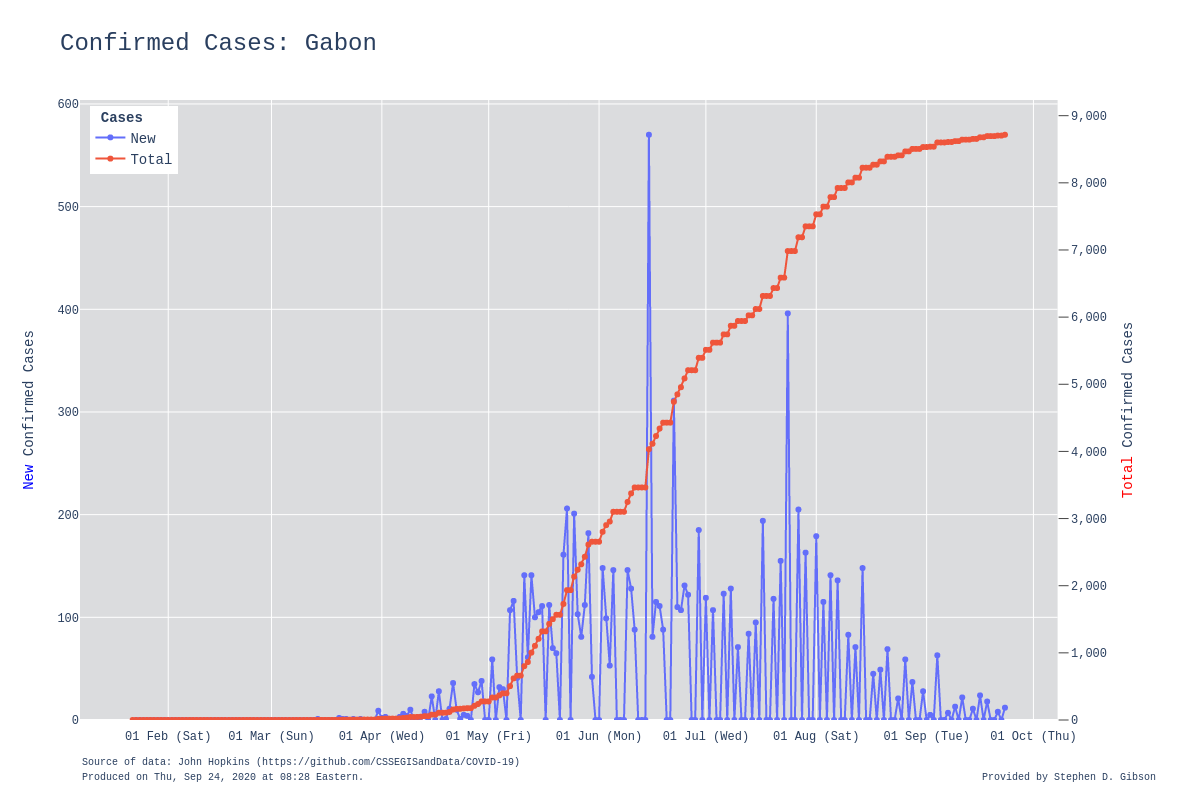 Confirmed Cases: Gabon
Cases
New
Total
600
500
400
300
200
100
0
9,000
8,000
7,000
6,000
5,000
4,000
3,000
2,000
1,000
0
New Confirmed Cases
Total Confirmed Cases
01 Feb (Sat) 01 Mar (Sun) 01 Apr (Wed) 01 May (Fri) 01 Jun (Mon) 01 Jul (Wed) 01 Aug (Sat) 01 Sep (Tue) 01 Oct (Thu)
Source of data: John Hopkins (https://github.com/CSSEGISandData/COVID-19)
Produced on Thu, Sep 24, 2020 at 08:28 Eastern.
Provided by Stephen D. Gibson